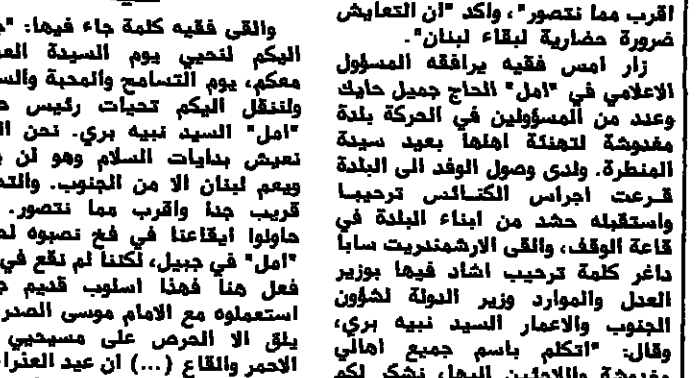 اقرب مما نتصور"، واكد "ان التعايش
ضرورة حضارية لبقاء لبنان".
زار امس فقيه يرافقه المسؤول
الاعلامي في "امل" الحاج جميل حايك
وعدد من المسؤولين في الحركة بلدة
مغدوشة لتهنئة اهلها بعيد سيدة
المنطرة. ولدى وصول الوفد الى البلدة
قرعت اجراس الكنائس ترحيبا
واستقبله حشد من ابناء البلدة في
قاعة الوقف، والقى الارشمندريت سابا
داغر كلمة ترحيب اشاد فيها بوزير
العدل والموارد وزير الدولة لشؤون
الجنوب والاعمار السيد نبيه بري،
وقال: "اتكلم باسم جميع اهالي
مغدوشة واللاجئين اليها، نشكر لكم
والقى فقيه كلمة جاء فيها:
اليكم لنحيي يوم السيدة
معكم، يوم التسامح والمحبة
ولننقل اليكم تحيات رئيس
"امل" السيد نبيه بري. نحن
نعيش بدايات السلام وهو لن
ويعم لبنان الا من الجنوب.
قريب جدا واقرب مما نتصور.
حاولوا ايقاعنا في فخ نصبوه
"امل" في جبيل، لكننا لم نقع في
فعل هنا فهذا اسلوب قديم
استعملوه مع الامام موسى الصدر
يلق الا الحرص على مسيحيي
الاحمر والقاع (...) ان عيد العذراء